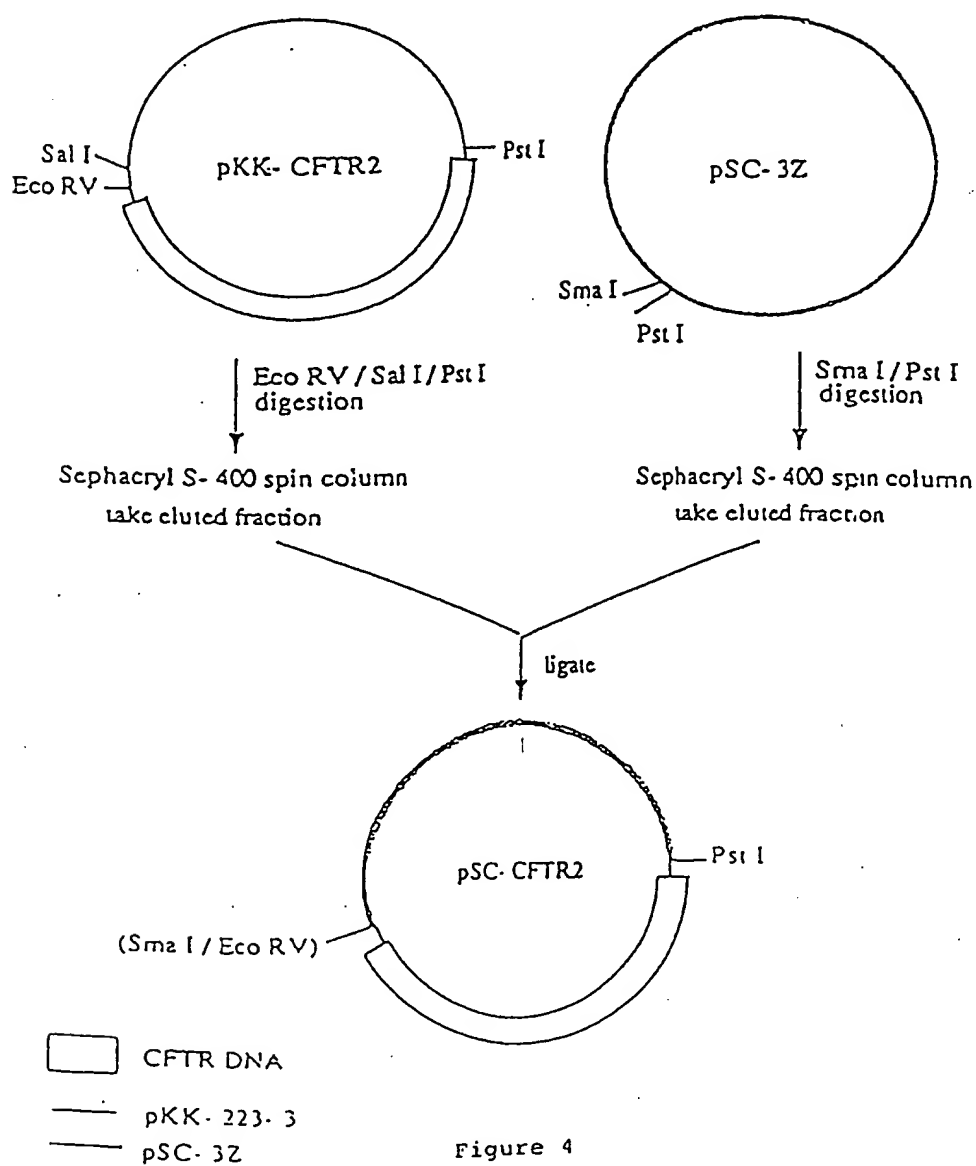 Sal I
Eco RV
pKK- CFTR2
Pst I
pSC- 3Z
Sma I
Pst I
Eco RV / Sal I / Pst I
digestion
Sma I / Pst I
digestion
Sephacryl S- 400 spin column
take eluted fraction
Sephacryl S- 400 spin column
take eluted fraction
ligate
pSC- CFTR2
Pst I
(Sma I / Eco RV)
CFTR DNA
pKK- 223- 3
pSC- 3Z
Figure 4